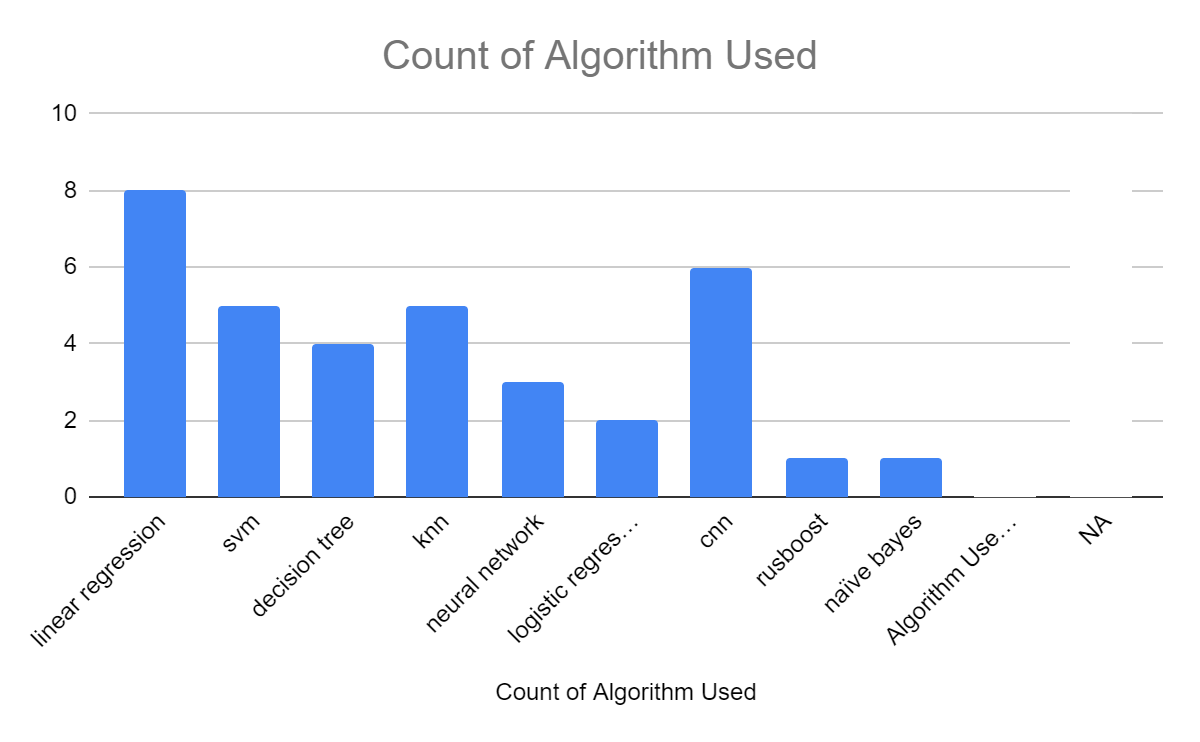 Count of Algorithm Used
10
8
6
4
2
0
linear regression
svm
decision tree
knn
neural network
logistic regres…
cnn
rusboost
naïve bayes
Algorithm Use…
NA
Count of Algorithm Used